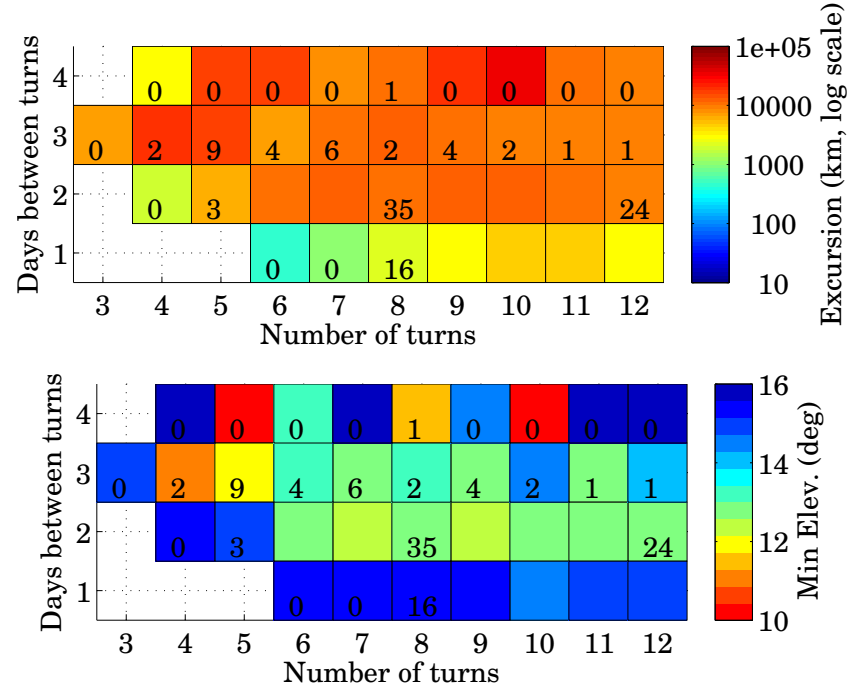 1e+05
4 0 0 0 0 1 0 0 0 0
10000
3 0 2 9 4 6 2 4 2 1 1
1000
2 0 3 35 24
100
1 0 0 16
10
3 4 5 6 7 8 9 10 11 12
Number of turns
Days between turns
Excursion (km, log scale)
16
4 0 0 0 0 1 0 0 0 0
14
3 0 2 9 4 6 2 4 2 1 1
2 0 3 35 24
12
1 0 0 16
10
3 4 5 6 7 8 9 10 11 12
Number of turns
Days between turns
Min Elev. (deg)